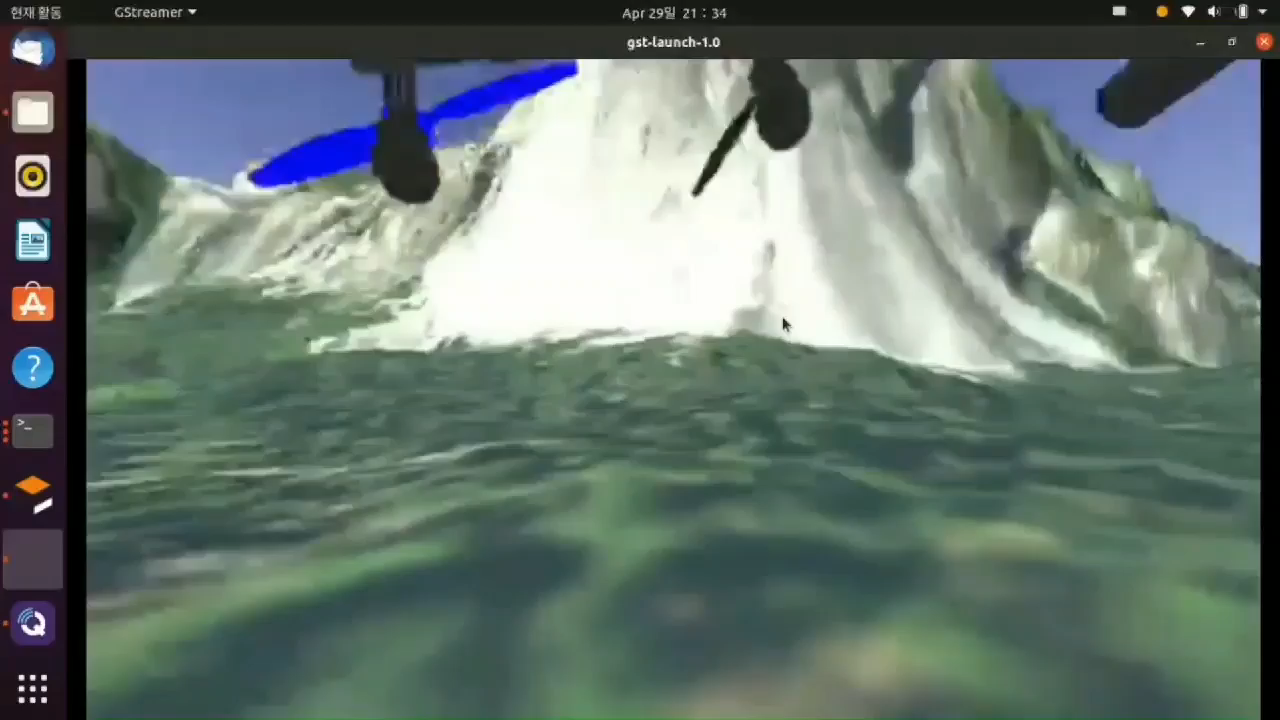 현재 활동
GStreamer
Apr 29일 21 : 34
gst-launch-1.0